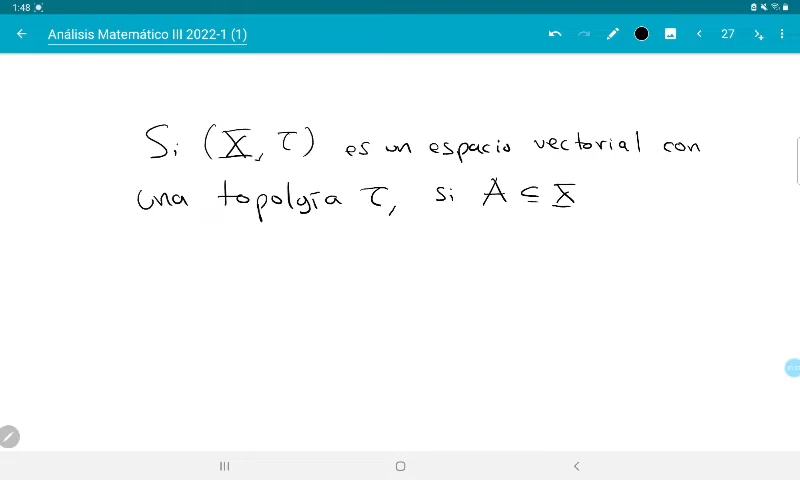 1:48
Análisis Matemático III 2022-1 (1)
27
Si (X, τ) es un espacio vectorial con
una topolgía τ, si A ⊆ X